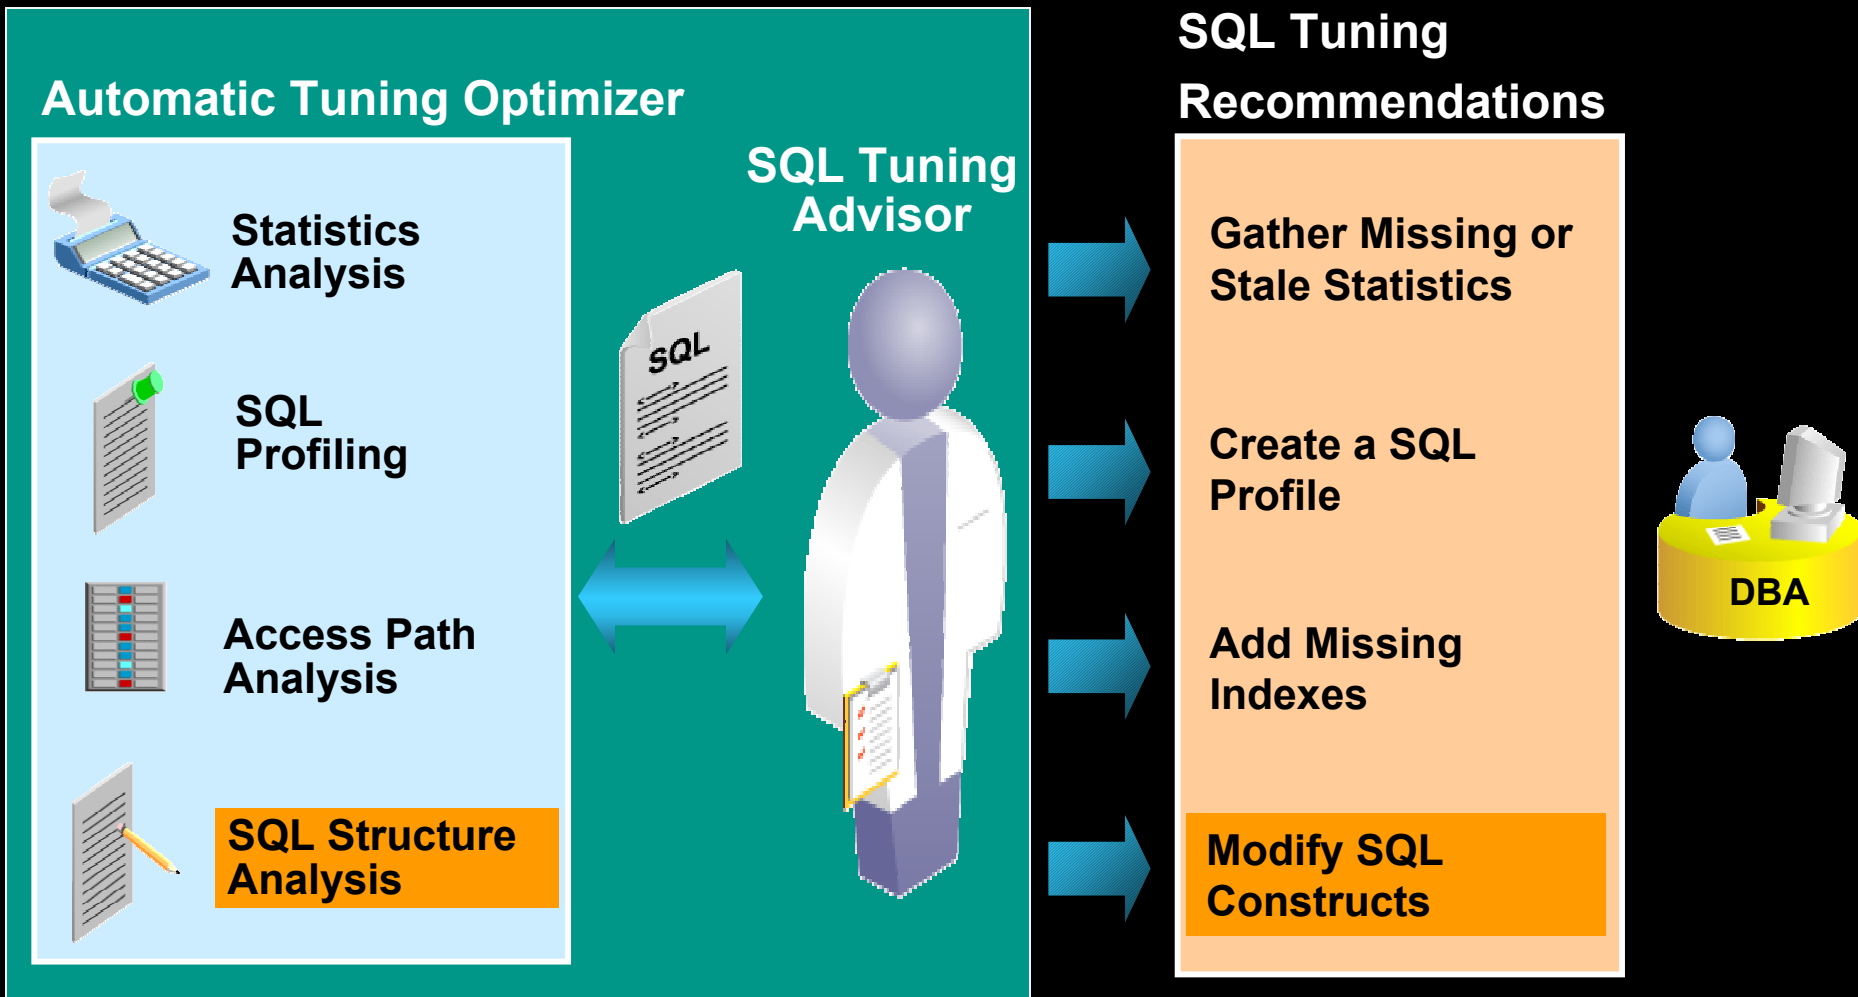 Automatic Tuning Optimizer
Statistics
Analysis
SQL
Profiling
Access Path
Analysis
SQL Structure
Analysis
SQL Tuning
Advisor
SQL
SQL Tuning
Recommendations
Gather Missing or
Stale Statistics
Create a SQL
Profile
Add Missing
Indexes
Modify SQL
Constructs
DBA